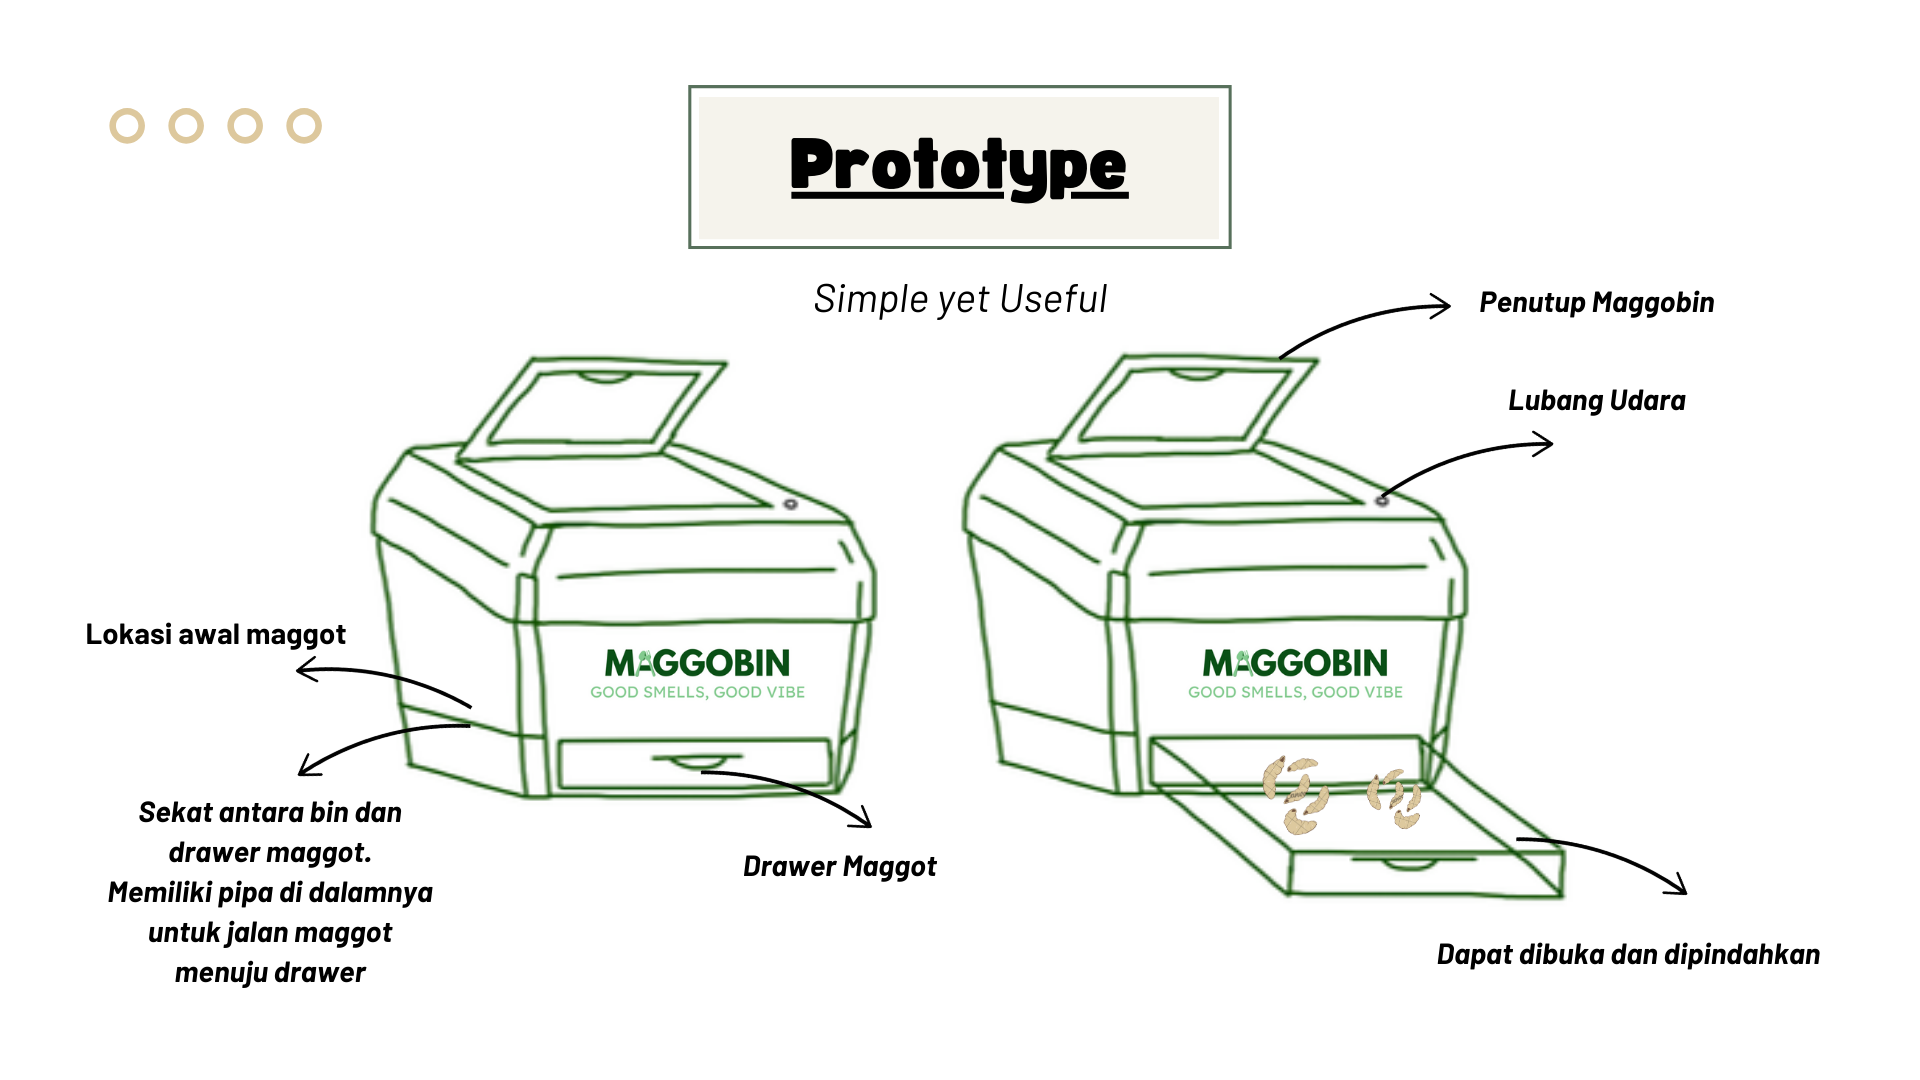 Prototype
Simple yet Useful
Penutup Maggobin
Lubang Udara
Lokasi awal maggot
MAGGOBIN
GOOD SMELLS, GOOD VIBE
MAGGOBIN
GOOD SMELLS, GOOD VIBE
Sekat antara bin dan
drawer maggot.
Memiliki pipa di dalamnya
untuk jalan maggot
menuju drawer
Drawer Maggot
Dapat dibuka dan dipindahkan